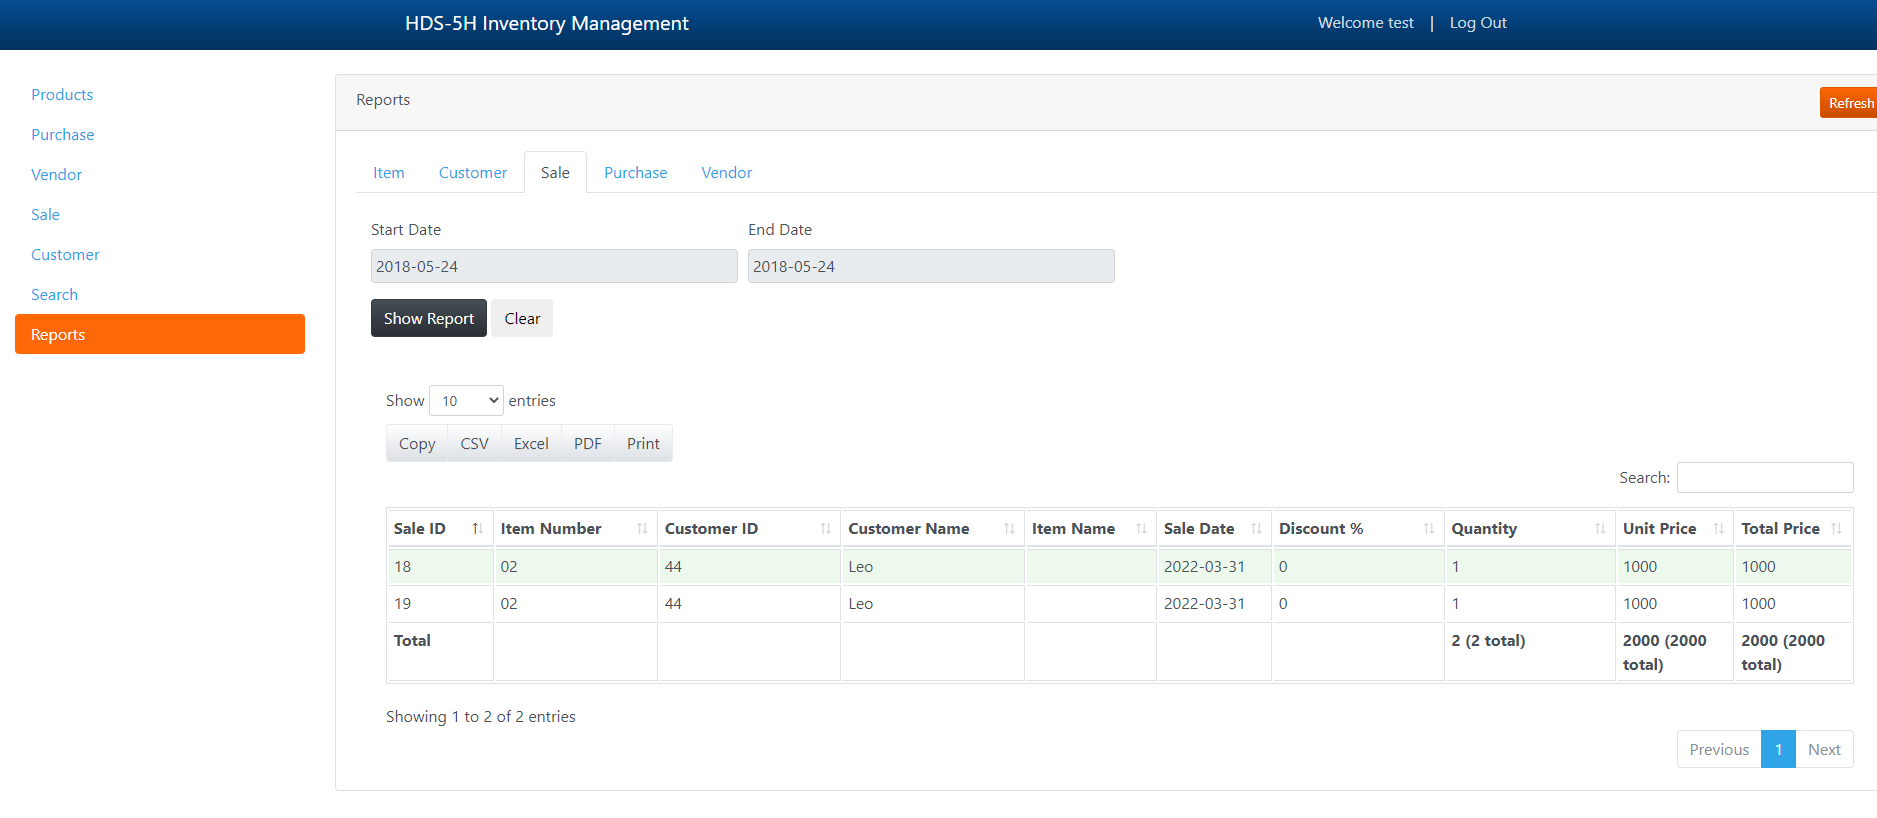 HDS-5H Inventory Management
Welcome test | Log Out
Products
Purchase
Vendor
Sale
Customer
Search
Reports
Reports
Refresh
Item Customer Sale Purchase Vendor
Start Date End Date
2018-05-24 2018-05-24
Show Report Clear
Show 10 entries
Copy CSV Excel PDF Print
Search:
Sale ID Item Number Customer ID Customer Name Item Name Sale Date Discount % Quantity Unit Price Total Price
18 02 44 Leo 2022-03-31 0 1 1000 1000
19 02 44 Leo 2022-03-31 0 1 1000 1000
Total 2 (2 total) 2000 (2000 total) 2000 (2000 total)
Showing 1 to 2 of 2 entries
Previous 1 Next